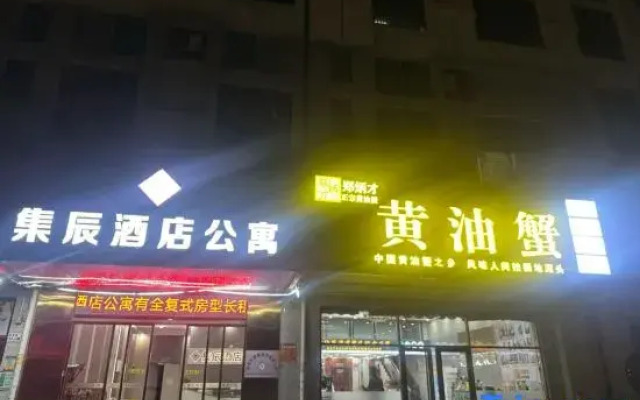 集辰酒店公寓
酒店公寓有全复式房型长租
郑炳才
黄油蟹
中国黄油蟹之乡